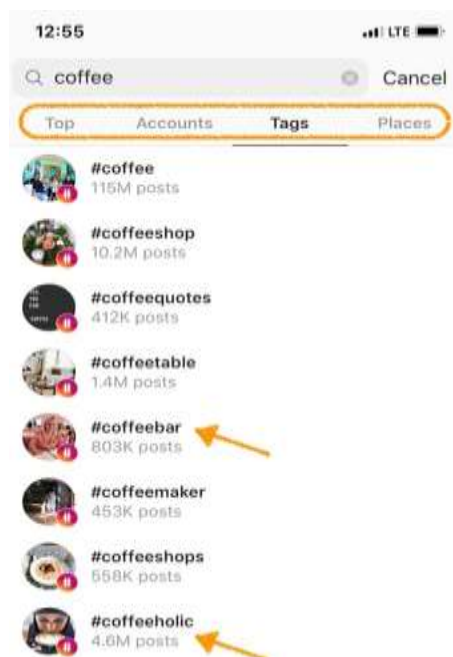 12:55
LTE
coffee
Cancel
Top Accounts Tags Places
#coffee
115M posts
#coffeeshop
10.2M posts
#coffeequotes
412K posts
#coffeetable
1.4M posts
#coffeebar
803K posts
#coffeemaker
453K posts
#coffeeshops
558K posts
#coffeeholic
4.6M posts